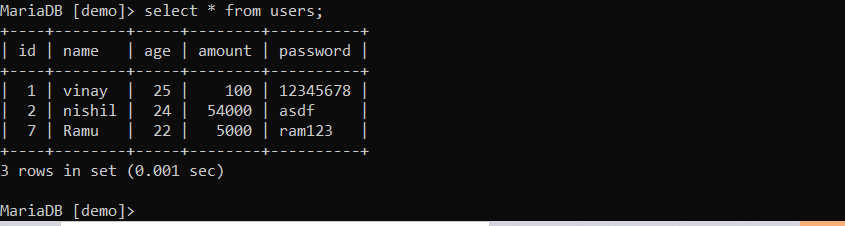 MariaDB [demo]> select * from users;
+----+--------+-----+--------+----------+
| id | name   | age | amount | password |
+----+--------+-----+--------+----------+
|  1 | vinay  |  25 |    100 | 12345678 |
|  2 | nishil |  24 |  54000 | asdf     |
|  7 | Ramu   |  22 |   5000 | ram123   |
+----+--------+-----+--------+----------+
3 rows in set (0.001 sec)
MariaDB [demo]>